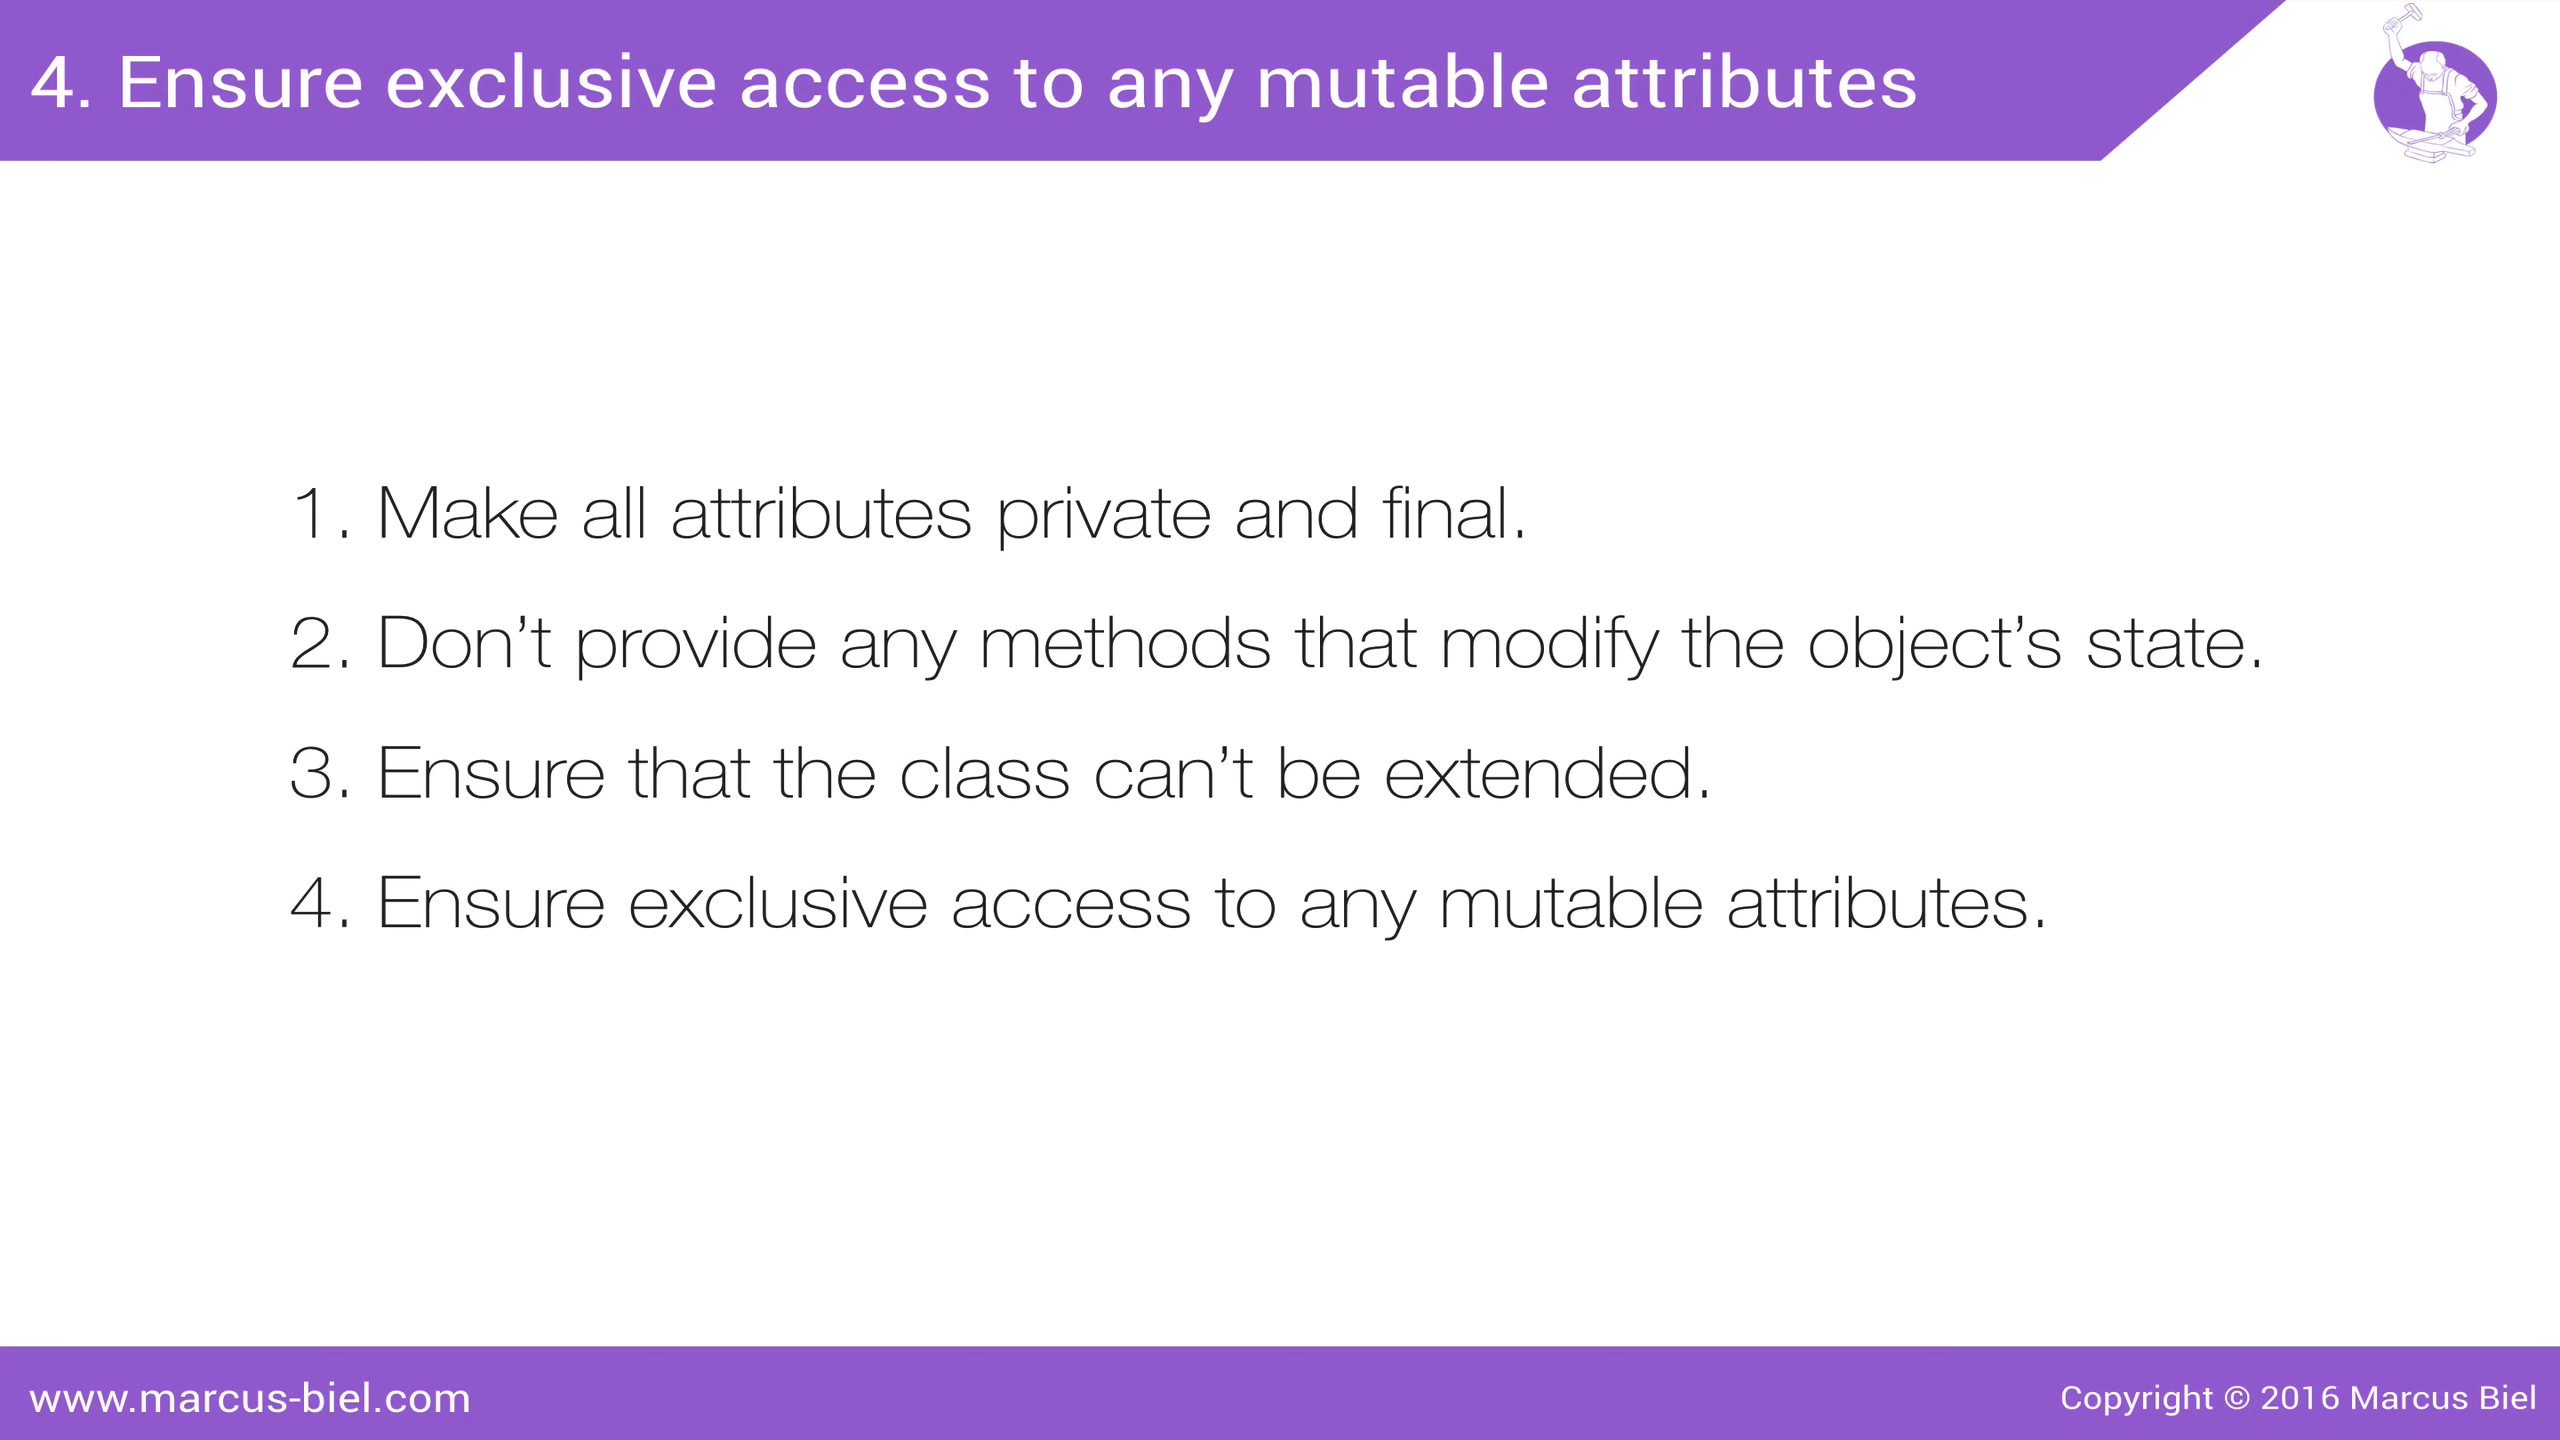 4. Ensure exclusive access to any mutable attributes
1. Make all attributes private and final.
2. Don’t provide any methods that modify the object’s state.
3. Ensure that the class can’t be extended.
4. Ensure exclusive access to any mutable attributes.
www.marcus-biel.com
Copyright © 2016 Marcus Biel